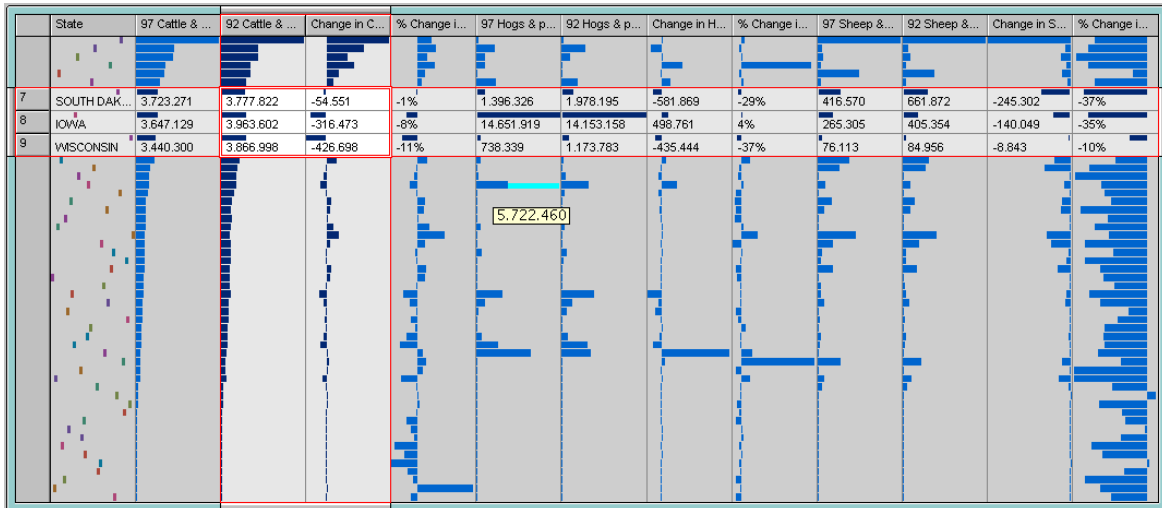 State 97 Cattle & ... 92 Cattle & ... Change in C... % Change i... 97 Hogs & p... 92 Hogs & p... Change in H... % Change i... 97 Sheep &... 92 Sheep &... Change in S... % Change i...
7 SOUTH DAK... 3.723.271 3.777.822 -54.551 -1% 1.396.326 1.978.195 -581.869 -29% 416.570 661.872 -245.302 -37%
8 IOWA 3.647.129 3.963.602 -316.473 -8% 14.651.919 14.153.158 498.761 4% 265.305 405.354 -140.049 -35%
9 WISCONSIN 3.440.300 3.866.998 -426.698 -11% 738.339 1.173.783 -435.444 -37% 76.113 84.956 -8.843 -10%
5.722.460